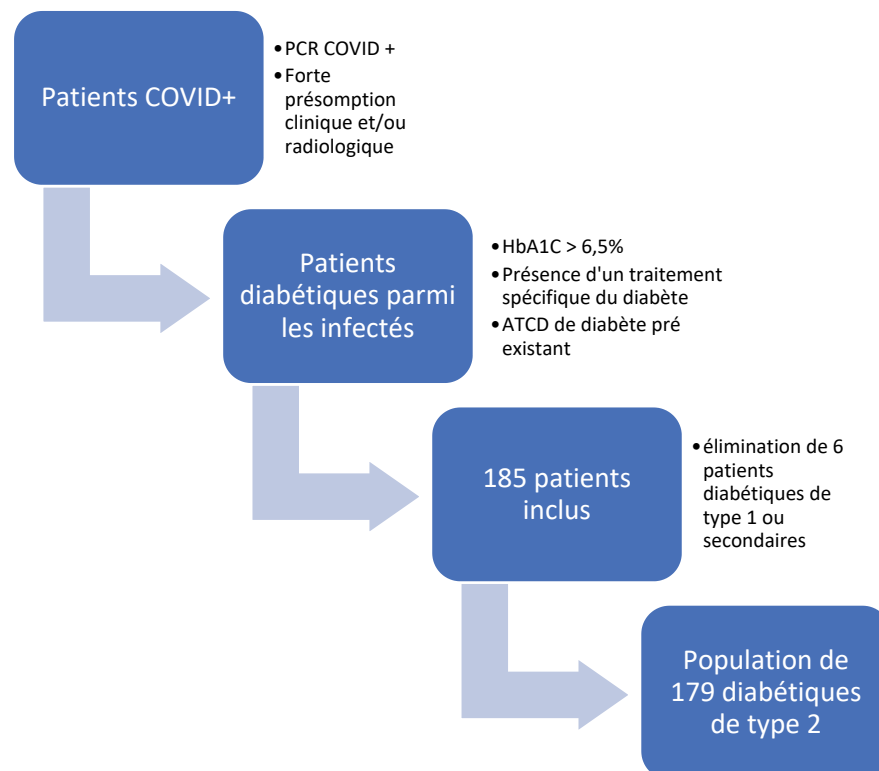 Patients COVID+
•PCR COVID +
•Forte
présomption
clinique et/ou
radiologique
Patients
diabétiques parmi
les infectés
•HbA1C > 6,5%
•Présence d'un traitement
spécifique du diabète
•ATCD de diabète pré
existant
185 patients
inclus
•élimination de 6
patients
diabétiques de
type 1 ou
secondaires
Population de
179 diabétiques
de type 2